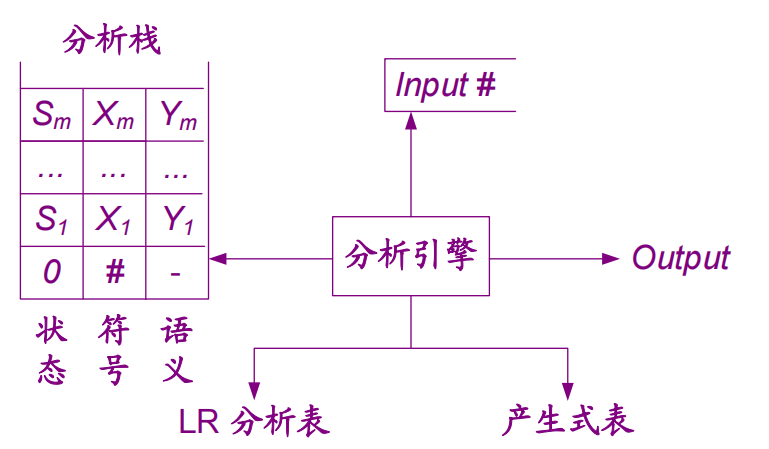 分析栈
Input #
Sm Xm Ym
... ... ...
S1 X1 Y1
0 # -
分析引擎
Output
状态 符号 语义
LR 分析表
产生式表